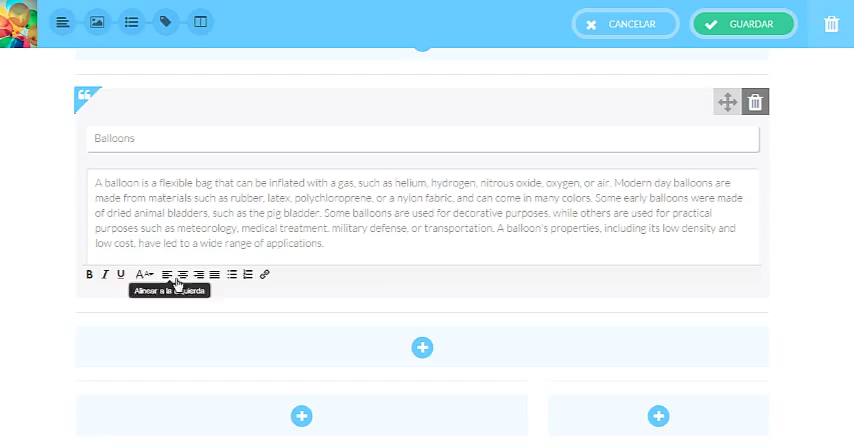 CANCELAR
GUARDAR
Balloons
A balloon is a flexible bag that can be inflated with a gas, such as helium, hydrogen, nitrous oxide, oxygen, or air. Modern day balloons are
made from materials such as rubber, latex, polychloroprene, or a nylon fabric, and can come in many colors. Some early balloons were made
of dried animal bladders, such as the pig bladder. Some balloons are used for decorative purposes, while others are used for practical
purposes such as meteorology, medical treatment, military defense, or transportation. A balloon's properties, including its low density and
low cost, have led to a wide range of applications.
B I U AA
Alinear a la izquierda